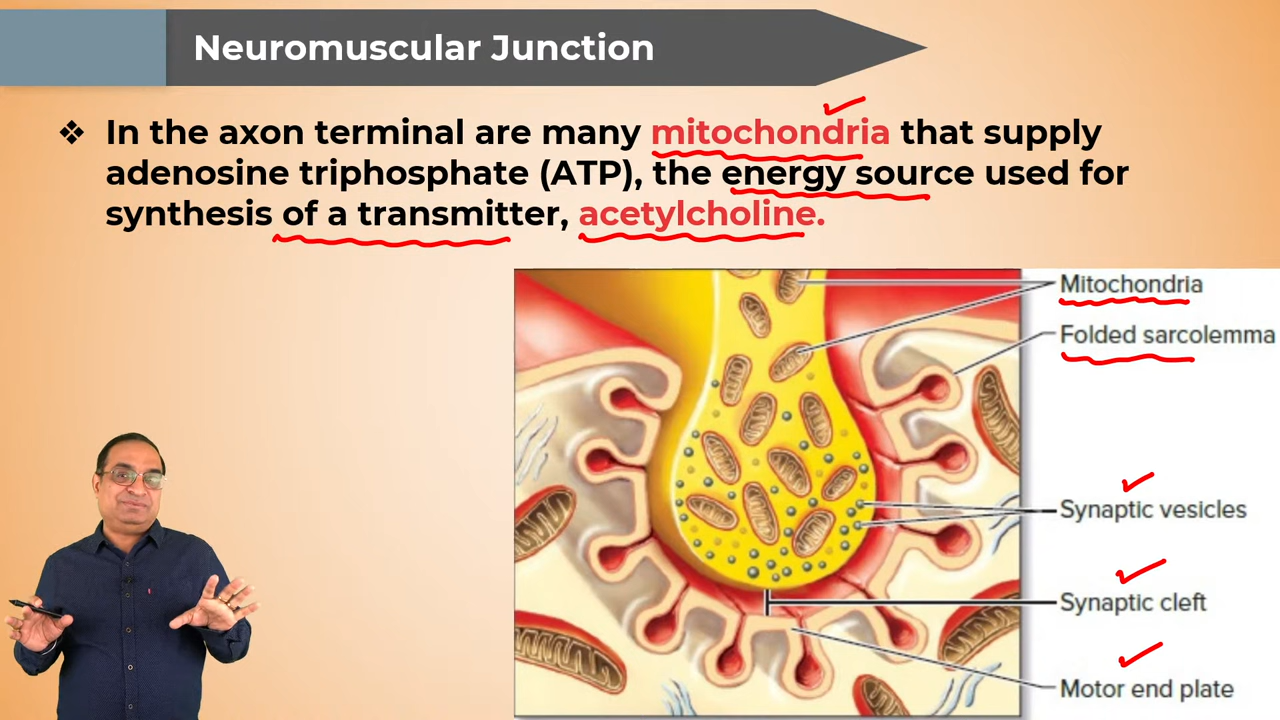 Neuromuscular Junction
❖ In the axon terminal are many mitochondria that supply
adenosine triphosphate (ATP), the energy source used for
synthesis of a transmitter, acetylcholine.
Mitochondria
Folded sarcolemma
Synaptic vesicles
Synaptic cleft
Motor end plate